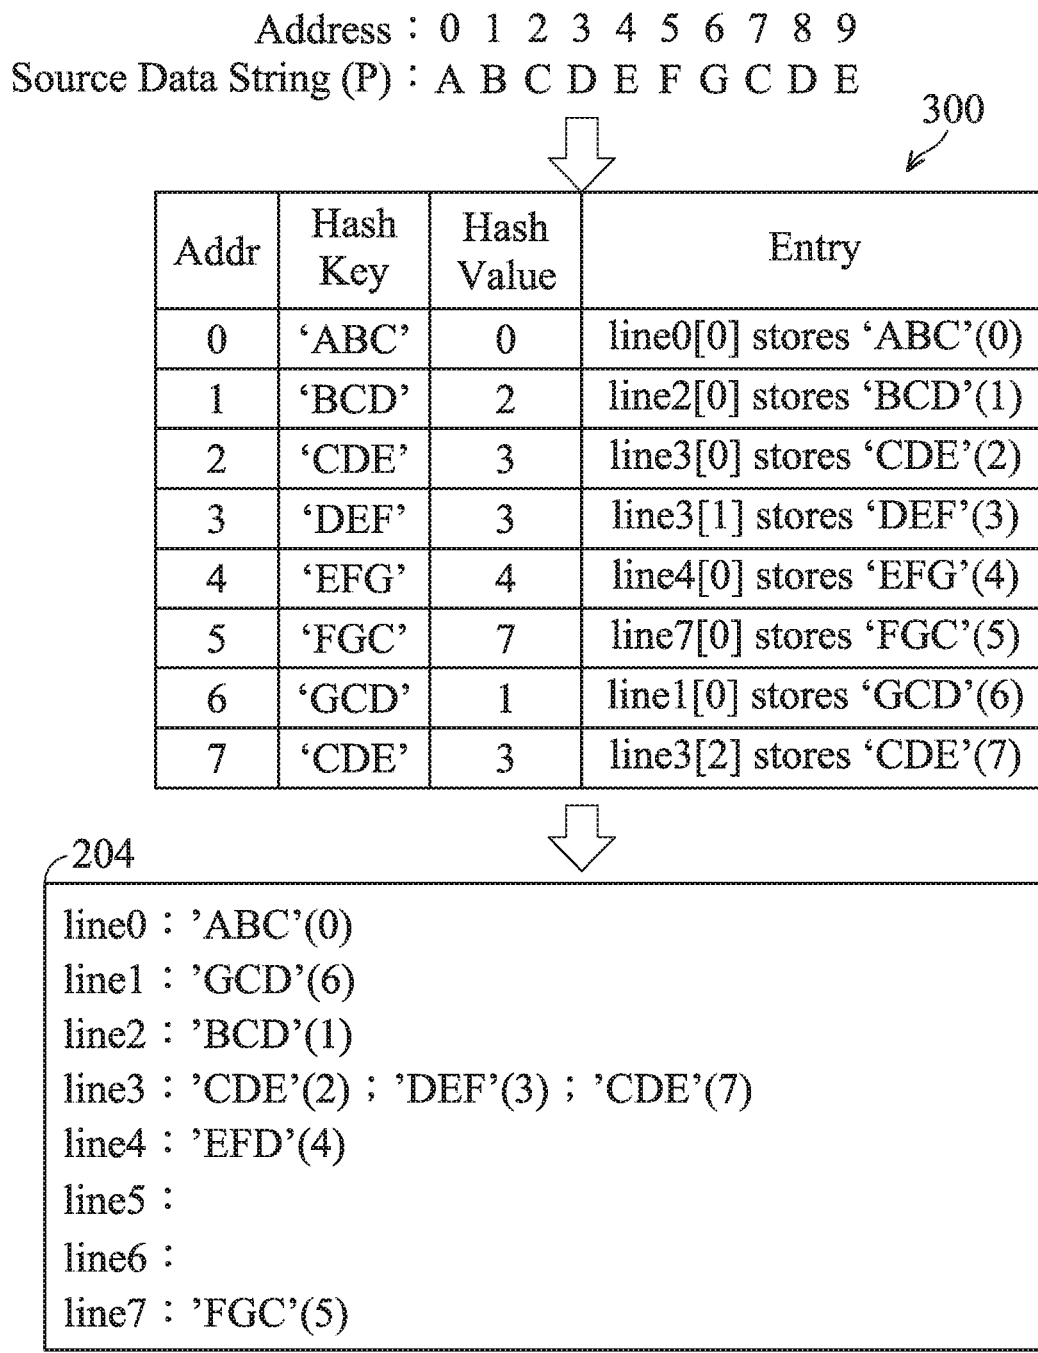 Address : 0 1 2 3 4 5 6 7 8 9
Source Data String (P) : A B C D E F G C D E
300
Addr Hash Key Hash Value Entry
0 ‘ABC’ 0 line0[0] stores ‘ABC’(0)
1 ‘BCD’ 2 line2[0] stores ‘BCD’(1)
2 ‘CDE’ 3 line3[0] stores ‘CDE’(2)
3 ‘DEF’ 3 line3[1] stores ‘DEF’(3)
4 ‘EFG’ 4 line4[0] stores ‘EFG’(4)
5 ‘FGC’ 7 line7[0] stores ‘FGC’(5)
6 ‘GCD’ 1 line1[0] stores ‘GCD’(6)
7 ‘CDE’ 3 line3[2] stores ‘CDE’(7)
204
line0 : ’ABC’(0)
line1 : ’GCD’(6)
line2 : ’BCD’(1)
line3 : ’CDE’(2) ; ’DEF’(3) ; ’CDE’(7)
line4 : ’EFD’(4)
line5 :
line6 :
line7 : ’FGC’(5)